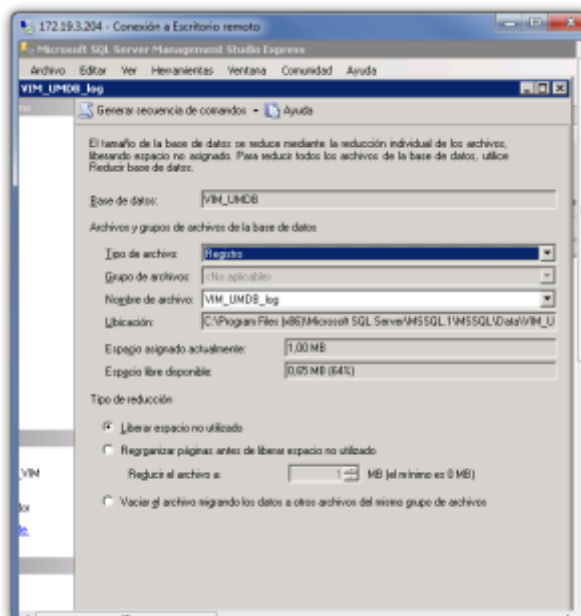 172.19.3.204 - Conexión a Escritorio remoto
Microsoft SQL Server Management Studio Express
Archivo Editar Ver Herramientas Ventana Comunidad Ayuda
VIM_UMDB_log
Generar secuencia de comandos Ayuda
El tamaño de la base de datos se reduce mediante la reducción individual de los archivos,
liberando espacio no asignado. Para reducir todos los archivos de la base de datos, utilice
Reducir base de datos.
Base de datos: VIM_UMDB
Archivos y grupos de archivos de la base de datos
Tipo de archivo: Registro
Grupo de archivos: <No aplicable>
Nombre de archivo: VIM_UMDB_log
Ubicación: C:\Program Files (x86)\Microsoft SQL Server\MSSQL.1\MSSQL\Data\VIM_U
Espacio asignado actualmente: 1,00 MB
Espacio libre disponible: 0,65 MB (64%)
Tipo de reducción
Liberar espacio no utilizado
Reorganizar páginas antes de liberar espacio no utilizado
_VIM
Reducir el archivo a: 1 MB (el mínimo es 0 MB)
Vaciar el archivo migrando los datos a otros archivos del mismo grupo de archivos